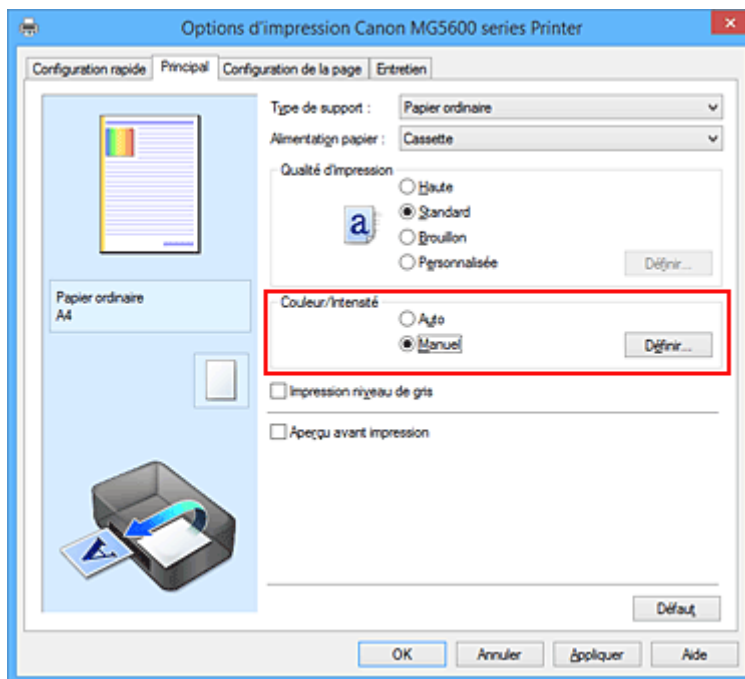 Options d'impression Canon MG5600 series Printer
Configuration rapide Principal Configuration de la page Entretien
Type de support : Papier ordinaire
Alimentation papier : Cassette
Qualité d'impression
Haute
a Standard
Brouillon
Personnalisée Définir...
Papier ordinaire
A4
Couleur/Intensité
Auto
Manuel Définir...
Impression niveau de gris
Aperçu avant impression
A
Défaut
OK Annuler Appliquer Aide